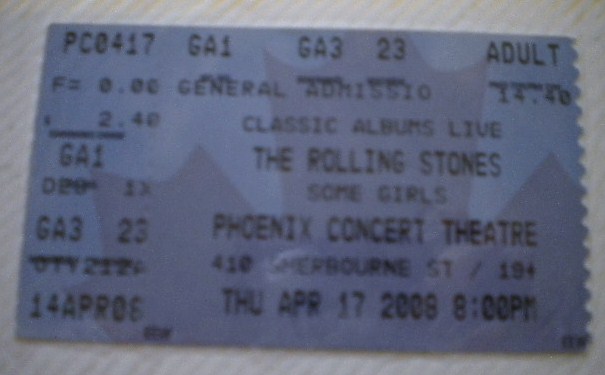 PC0417 GA1 GA3 23 ADULT
F= 0.00 GENERAL ADMISSIO 14.40
2.40 CLASSIC ALBUMS LIVE
GA1 THE ROLLING STONES
SOME GIRLS
GA3 23 PHOENIX CONCERT THEATRE
410 SHERBOURNE ST / 19+
14APR08 THU APR 17 2008 8:00PM